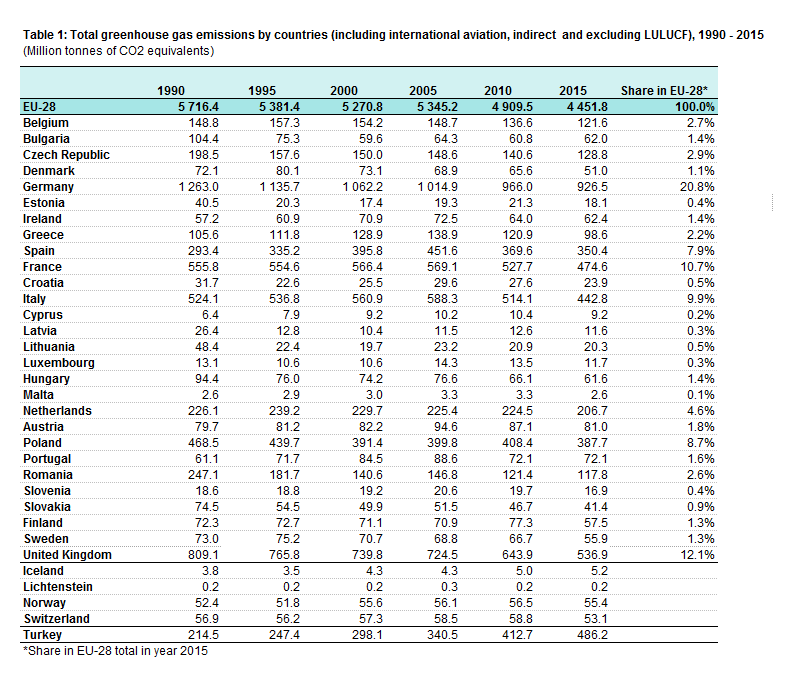 Table 1: Total greenhouse gas emissions by countries (including international aviation, indirect and excluding LULUCF), 1990 - 2015
(Million tonnes of CO2 equivalents)
1990 1995 2000 2005 2010 2015 Share in EU-28*
EU-28 5 716.4 5 381.4 5 270.8 5 345.2 4 909.5 4 451.8 100.0%
Belgium 148.8 157.3 154.2 148.7 136.6 121.6 2.7%
Bulgaria 104.4 75.3 59.6 64.3 60.8 62.0 1.4%
Czech Republic 198.5 157.6 150.0 148.6 140.6 128.8 2.9%
Denmark 72.1 80.1 73.1 68.9 65.6 51.0 1.1%
Germany 1 263.0 1 135.7 1 062.2 1 014.9 966.0 926.5 20.8%
Estonia 40.5 20.3 17.4 19.3 21.3 18.1 0.4%
Ireland 57.2 60.9 70.9 72.5 64.0 62.4 1.4%
Greece 105.6 111.8 128.9 138.9 120.9 98.6 2.2%
Spain 293.4 335.2 395.8 451.6 369.6 350.4 7.9%
France 555.8 554.6 566.4 569.1 527.7 474.6 10.7%
Croatia 31.7 22.6 25.5 29.6 27.6 23.9 0.5%
Italy 524.1 536.8 560.9 588.3 514.1 442.8 9.9%
Cyprus 6.4 7.9 9.2 10.2 10.4 9.2 0.2%
Latvia 26.4 12.8 10.4 11.5 12.6 11.6 0.3%
Lithuania 48.4 22.4 19.7 23.2 20.9 20.3 0.5%
Luxembourg 13.1 10.6 10.6 14.3 13.5 11.7 0.3%
Hungary 94.4 76.0 74.2 76.6 66.1 61.6 1.4%
Malta 2.6 2.9 3.0 3.3 3.3 2.6 0.1%
Netherlands 226.1 239.2 229.7 225.4 224.5 206.7 4.6%
Austria 79.7 81.2 82.2 94.6 87.1 81.0 1.8%
Poland 468.5 439.7 391.4 399.8 408.4 387.7 8.7%
Portugal 61.1 71.7 84.5 88.6 72.1 72.1 1.6%
Romania 247.1 181.7 140.6 146.8 121.4 117.8 2.6%
Slovenia 18.6 18.8 19.2 20.6 19.7 16.9 0.4%
Slovakia 74.5 54.5 49.9 51.5 46.7 41.4 0.9%
Finland 72.3 72.7 71.1 70.9 77.3 57.5 1.3%
Sweden 73.0 75.2 70.7 68.8 66.7 55.9 1.3%
United Kingdom 809.1 765.8 739.8 724.5 643.9 536.9 12.1%
Iceland 3.8 3.5 4.3 4.3 5.0 5.2
Lichtenstein 0.2 0.2 0.2 0.3 0.2 0.2
Norway 52.4 51.8 55.6 56.1 56.5 55.4
Switzerland 56.9 56.2 57.3 58.5 58.8 53.1
Turkey 214.5 247.4 298.1 340.5 412.7 486.2
*Share in EU-28 total in year 2015